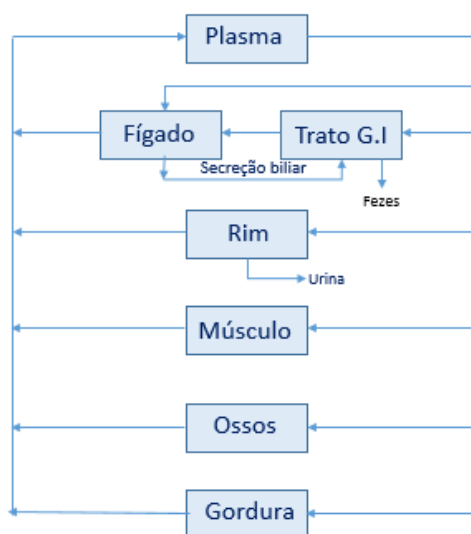 Plasma
Fígado
Trato G.I
Secreção biliar
Fezes
Rim
Urina
Músculo
Ossos
Gordura